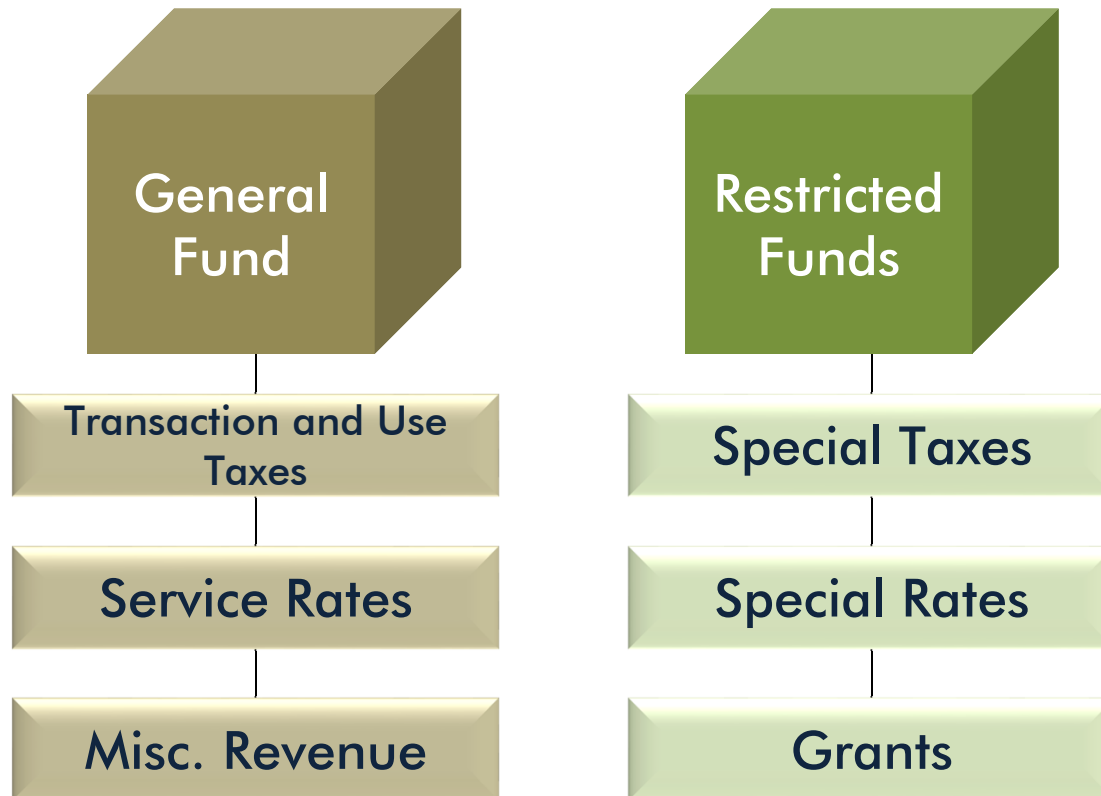 General
Fund
Transaction and Use
Taxes
Service Rates
Misc. Revenue
Restricted
Funds
Special Taxes
Special Rates
Grants